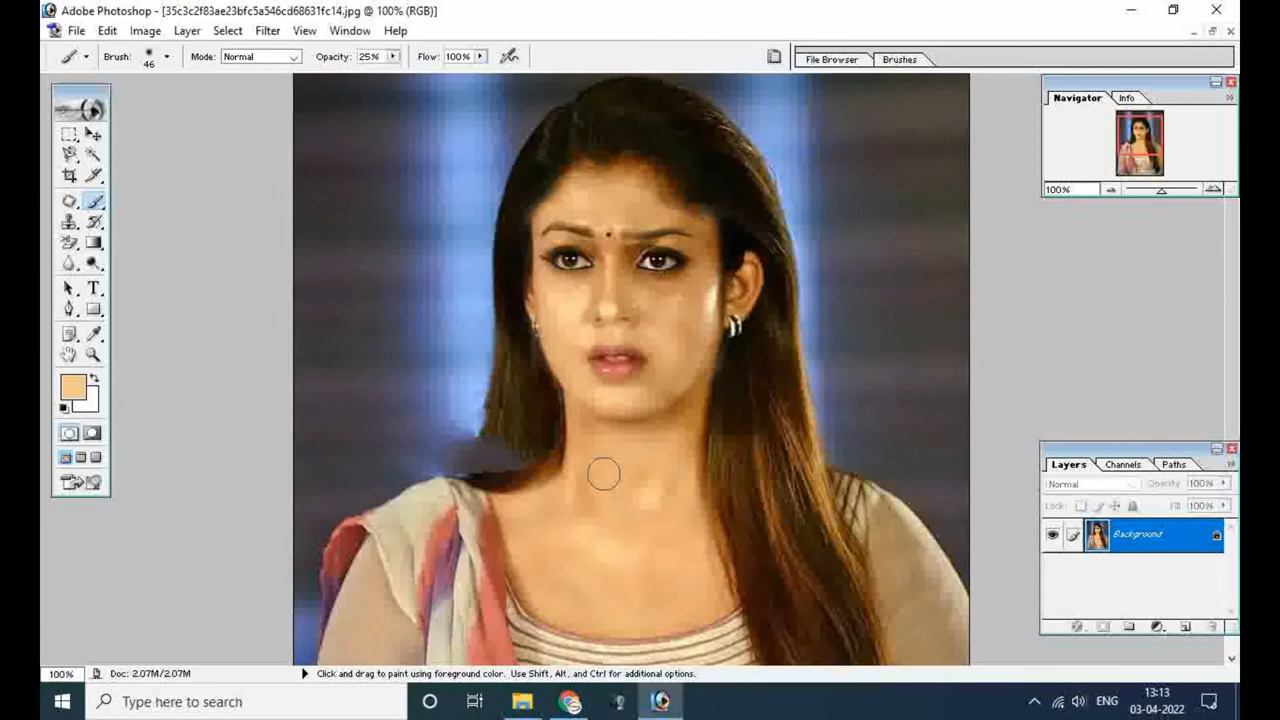 Adobe Photoshop - [35c3c2f83ae23bfc5a546cd68631fc14.jpg @ 100% (RGB)]
File Edit Image Layer Select Filter View Window Help
Brush: 46 Mode: Normal Opacity: 25% Flow: 100% File Browser Brushes
Navigator Info
100%
T
Layers Channels Paths
Normal Opacity: 100%
Lock: Fill: 100%
Background
100% Doc: 2.07M/2.07M Click and drag to paint using foreground color. Use Shift, Alt, and Ctrl for additional options.
Type here to search ENG 13:13
03-04-2022